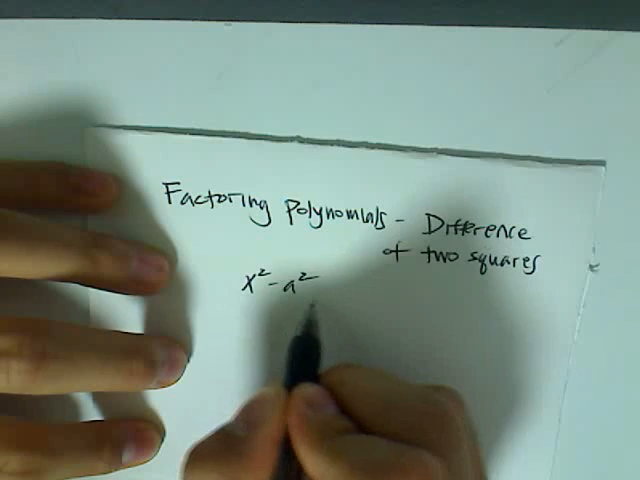 Factoring Polynomials - Difference
of two squares
x² - a²